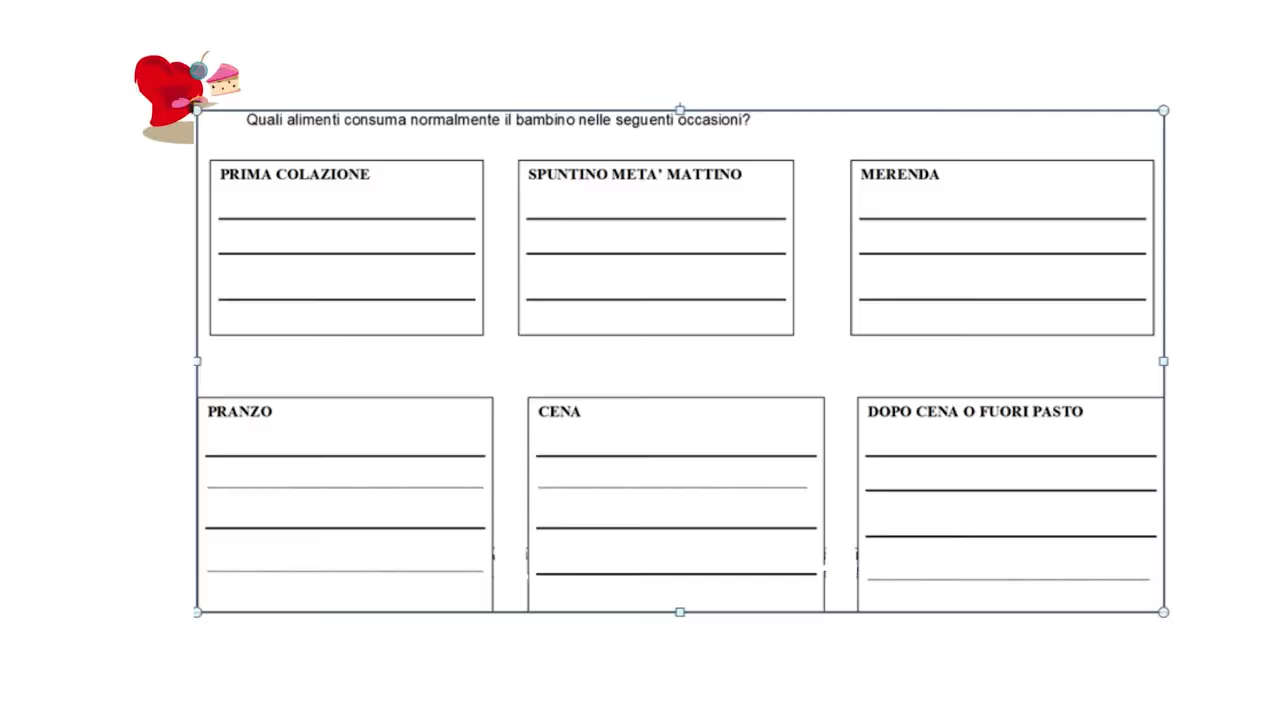 Quali alimenti consuma normalmente il bambino nelle seguenti occasioni?
PRIMA COLAZIONE
SPUNTINO META’ MATTINO
MERENDA
PRANZO
CENA
DOPO CENA O FUORI PASTO